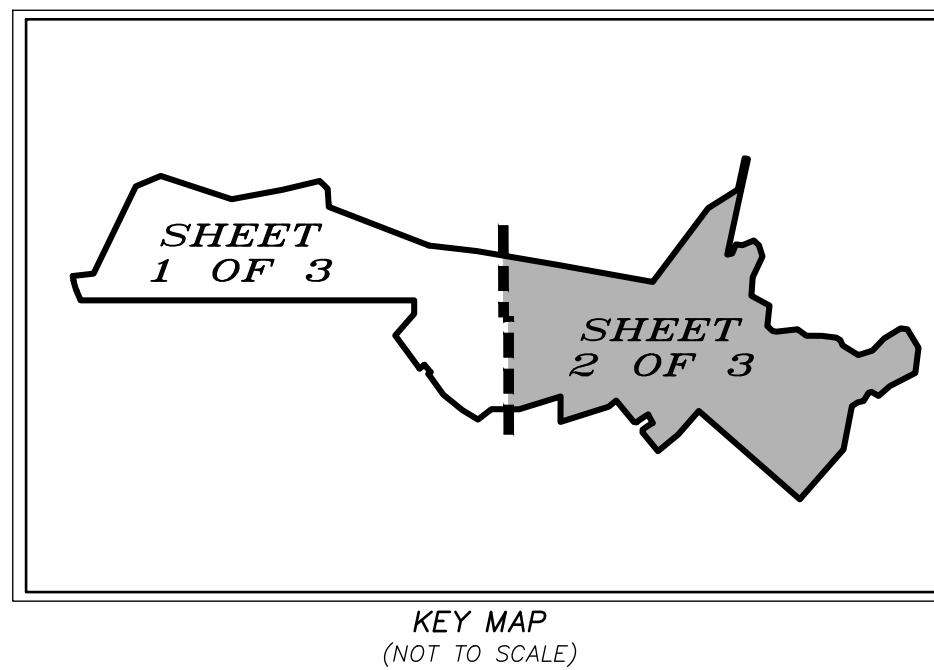 SHEET
1 OF 3
SHEET
2 OF 3
KEY MAP
(NOT TO SCALE)